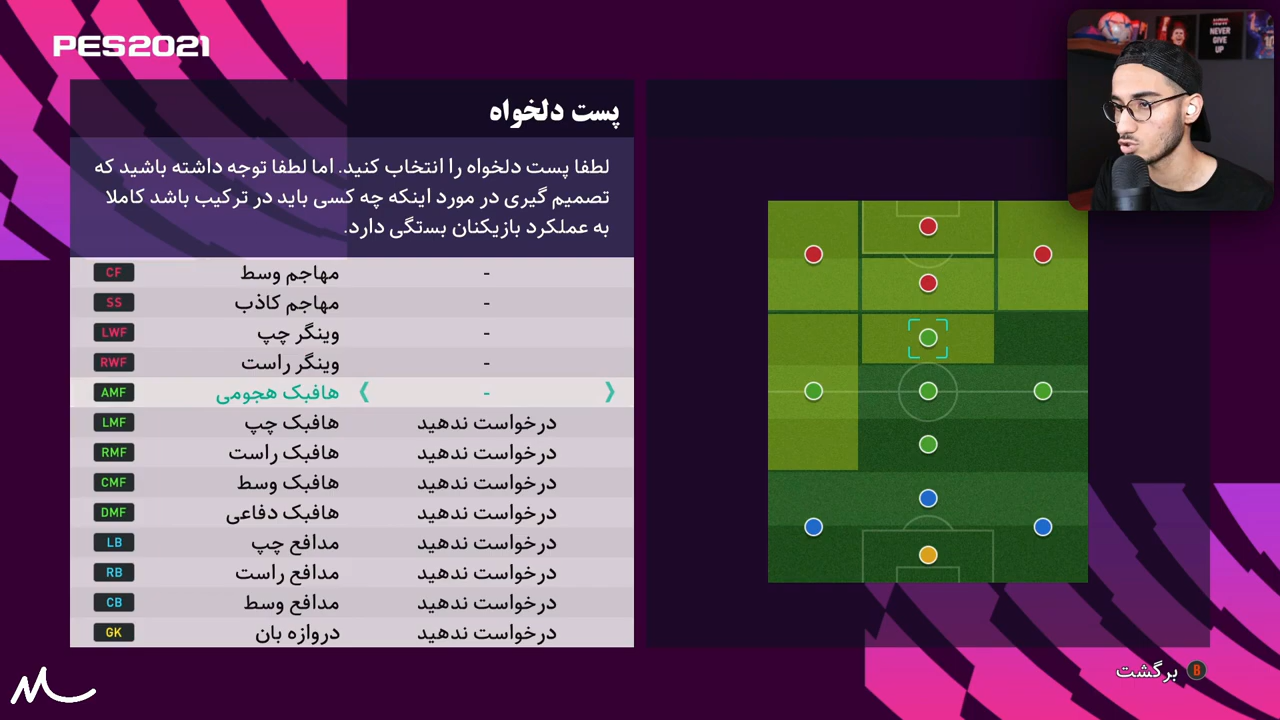 PES2021
NEVER
GIVE
UP
پست دلخواه
لطفا پست دلخواه را انتخاب کنید. اما لطفا توجه داشته باشید که
تصمیم گیری در مورد اینکه چه کسی باید در ترکیب باشد کاملا
به عملکرد بازیکنان بستگی دارد.
CF مهاجم وسط -
SS مهاجم کاذب -
LWF وینگر چپ -
RWF وینگر راست -
AMF هافبک هجومی -
LMF هافبک چپ درخواست ندهید
RMF هافبک راست درخواست ندهید
CMF هافبک وسط درخواست ندهید
DMF هافبک دفاعی درخواست ندهید
LB مدافع چپ درخواست ندهید
RB مدافع راست درخواست ندهید
CB مدافع وسط درخواست ندهید
GK دروازه بان درخواست ندهید
B برگشت